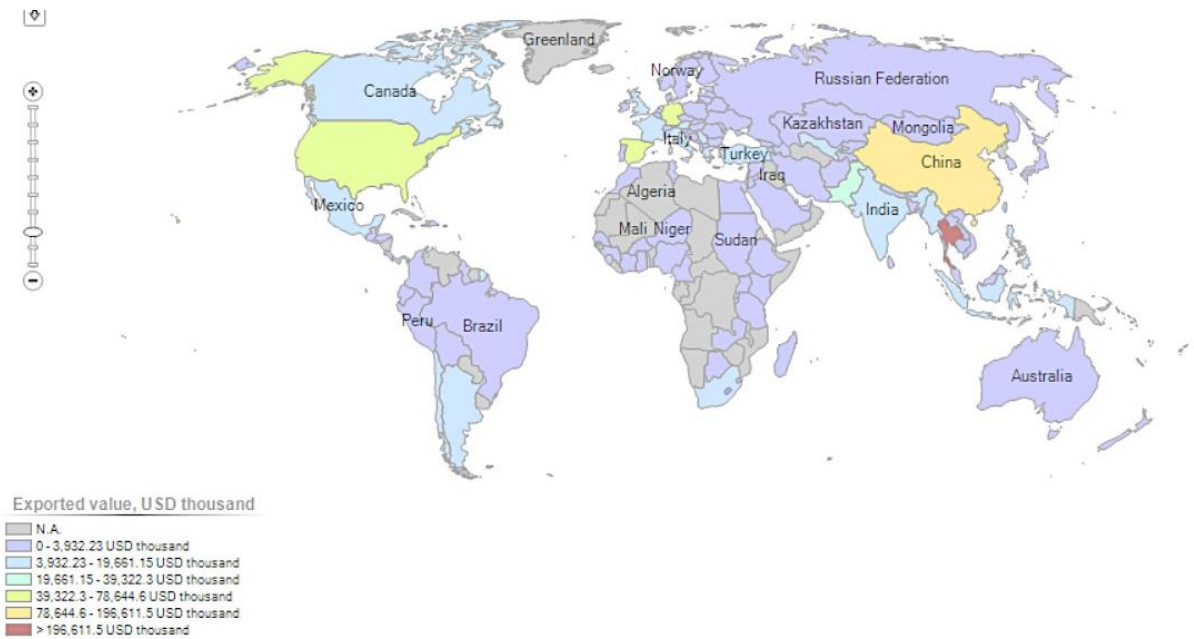 Greenland
Norway
Russian Federation
Canada
Kazakhstan
Mongolia
Italy
Turkey
China
Iraq
Algeria
Mexico
India
Mali
Niger
Sudan
Peru
Brazil
Australia
Exported value, USD thousand
N.A.
0 - 3,932.23 USD thousand
3,932.23 - 19,661.15 USD thousand
19,661.15 - 39,322.3 USD thousand
39,322.3 - 78,644.6 USD thousand
78,644.6 - 196,611.5 USD thousand
> 196,611.5 USD thousand